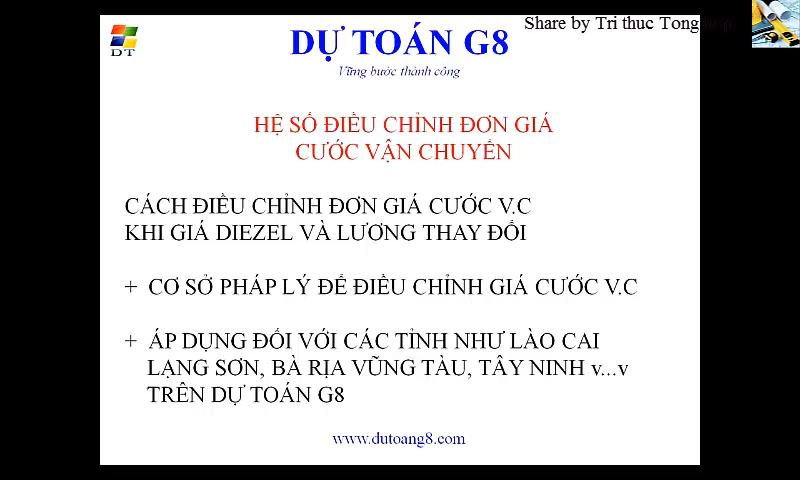 Share by Tri thuc Tong hop
DT
DỰ TOÁN G8
Vững bước thành công
HỆ SỐ ĐIỀU CHỈNH ĐƠN GIÁ
CƯỚC VẬN CHUYỂN
CÁCH ĐIỀU CHỈNH ĐƠN GIÁ CƯỚC V.C
KHI GIÁ DIEZEL VÀ LƯƠNG THAY ĐỔI
+ CƠ SỞ PHÁP LÝ ĐỂ ĐIỀU CHỈNH GIÁ CƯỚC V.C
+ ÁP DỤNG ĐỐI VỚI CÁC TỈNH NHƯ LÀO CAI
LẠNG SƠN, BÀ RỊA VŨNG TÀU, TÂY NINH v...v
TRÊN DỰ TOÁN G8
www.dutoang8.com